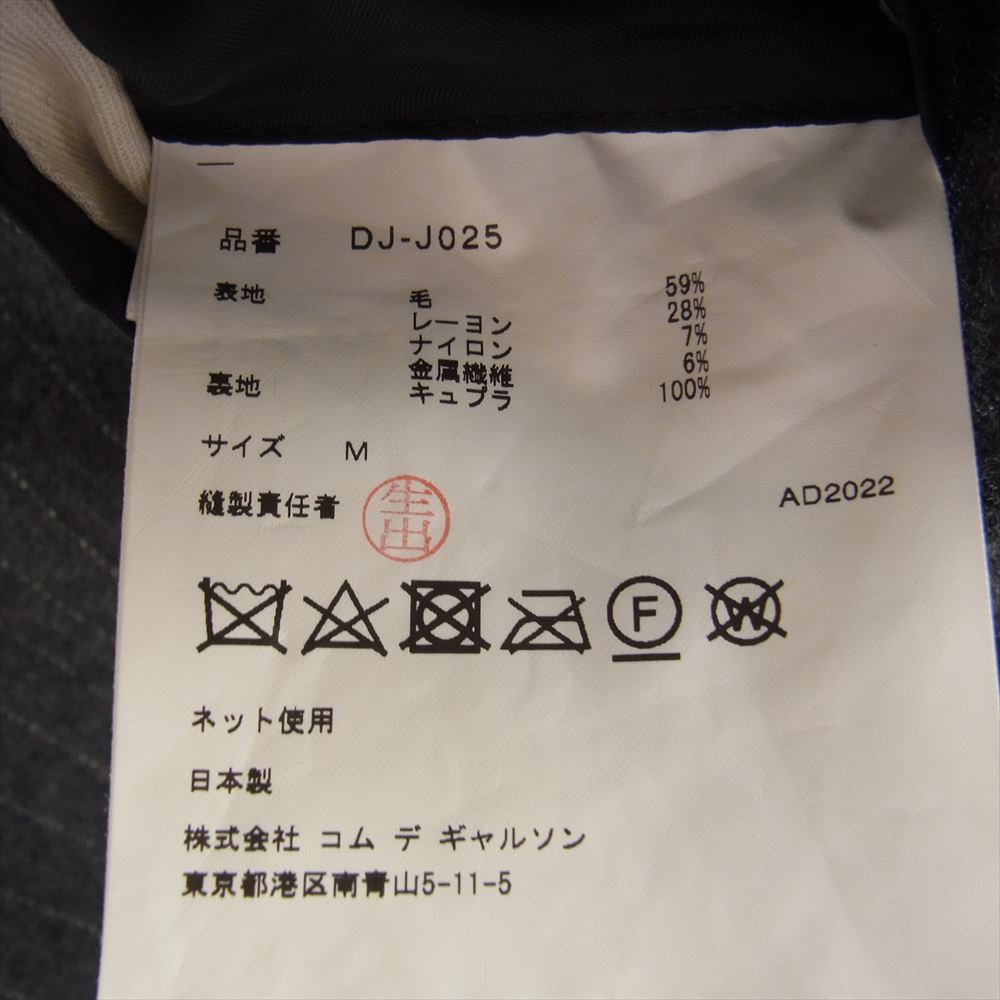 品番 DJ-J025
表地 毛 59%
レーヨン 28%
ナイロン 7%
金属繊維 6%
裏地 キュプラ 100%
サイズ M
縫製責任者 生出
AD2022
F W
ネット使用
日本製
株式会社 コム デ ギャルソン
東京都港区南青山5-11-5